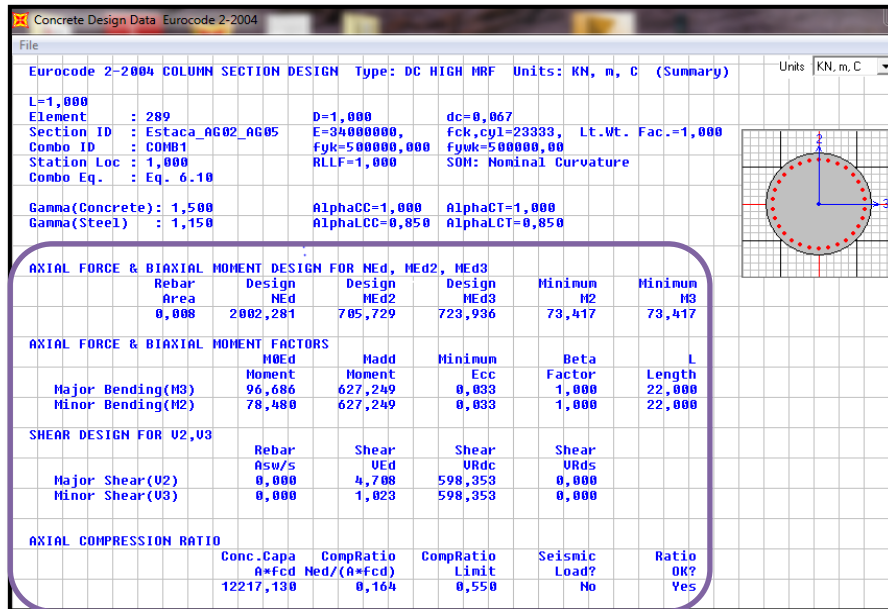 Concrete Design Data Eurocode 2-2004
File
Eurocode 2-2004 COLUMN SECTION DESIGN Type: DC HIGH MRF Units: KN, m, C (Summary)
Units KN, m, C
L=1,000
Element : 289 D=1,000 dc=0,067
Section ID : Estaca_AG02_AG05 E=34000000, fck,cyl=23333, Lt.Wt. Fac.=1,000
Combo ID : COMB1 fyk=500000,000 fywk=500000,00
Station Loc : 1,000 RLLF=1,000 SOM: Nominal Curvature
Combo Eq. : Eq. 6.10
2
3
Gamma(Concrete): 1,500 AlphaCC=1,000 AlphaCT=1,000
Gamma(Steel) : 1,150 AlphaLCC=0,850 AlphaLCT=0,850
AXIAL FORCE & BIAXIAL MOMENT DESIGN FOR NEd, MEd2, MEd3
Rebar Design Design Design Minimum Minimum
Area NEd MEd2 MEd3 M2 M3
0,008 2002,281 705,729 723,936 73,417 73,417
AXIAL FORCE & BIAXIAL MOMENT FACTORS
M0Ed Madd Minimum Beta L
Moment Moment Ecc Factor Length
Major Bending(M3) 96,686 627,249 0,033 1,000 22,000
Minor Bending(M2) 78,480 627,249 0,033 1,000 22,000
SHEAR DESIGN FOR V2,V3
Rebar Shear Shear Shear
Asw/s VEd VRdc VRds
Major Shear(V2) 0,000 4,708 598,353 0,000
Minor Shear(V3) 0,000 1,023 598,353 0,000
AXIAL COMPRESSION RATIO
Conc.Capa CompRatio CompRatio Seismic Ratio
A*fcd Ned/(A*fcd) Limit Load? OK?
12217,130 0,164 0,550 No Yes